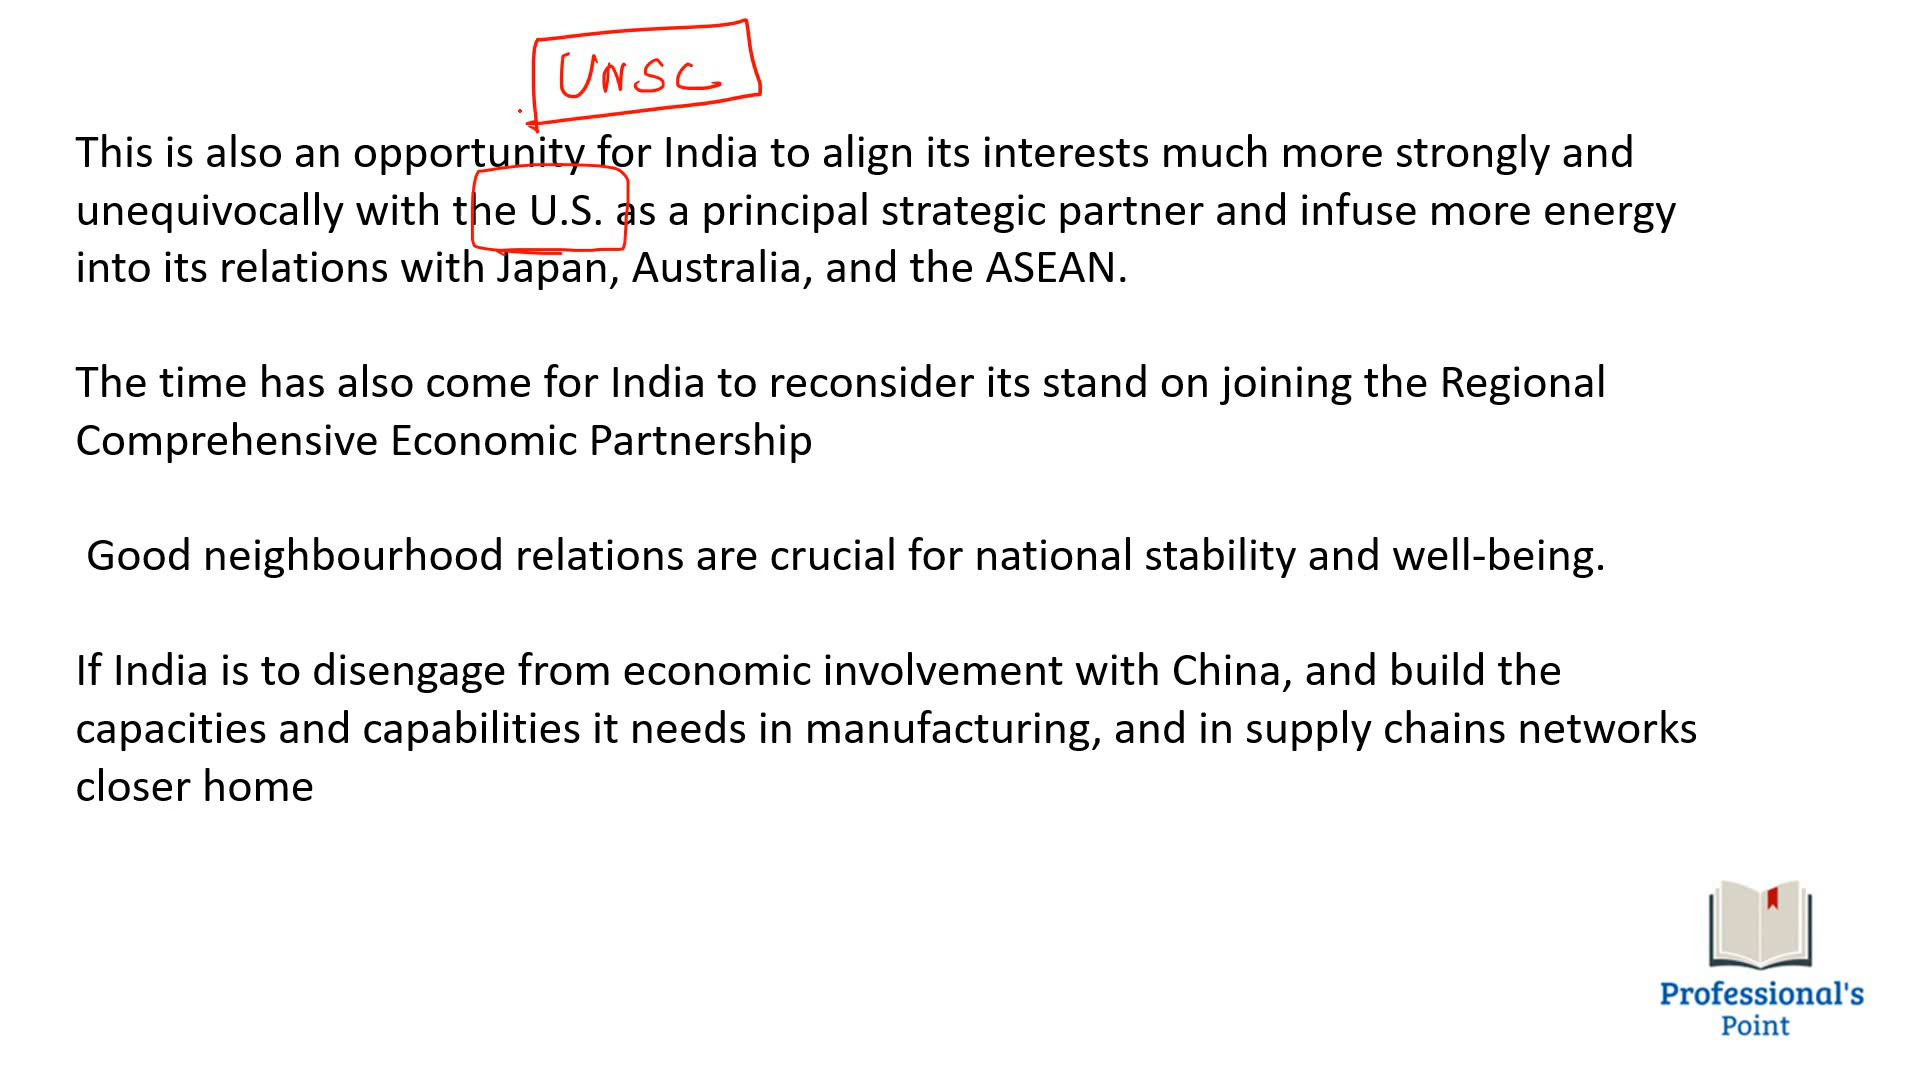 UNSC
This is also an opportunity for India to align its interests much more strongly and
unequivocally with the U.S. as a principal strategic partner and infuse more energy
into its relations with Japan, Australia, and the ASEAN.
The time has also come for India to reconsider its stand on joining the Regional
Comprehensive Economic Partnership
Good neighbourhood relations are crucial for national stability and well-being.
If India is to disengage from economic involvement with China, and build the
capacities and capabilities it needs in manufacturing, and in supply chains networks
closer home
Professional's
Point